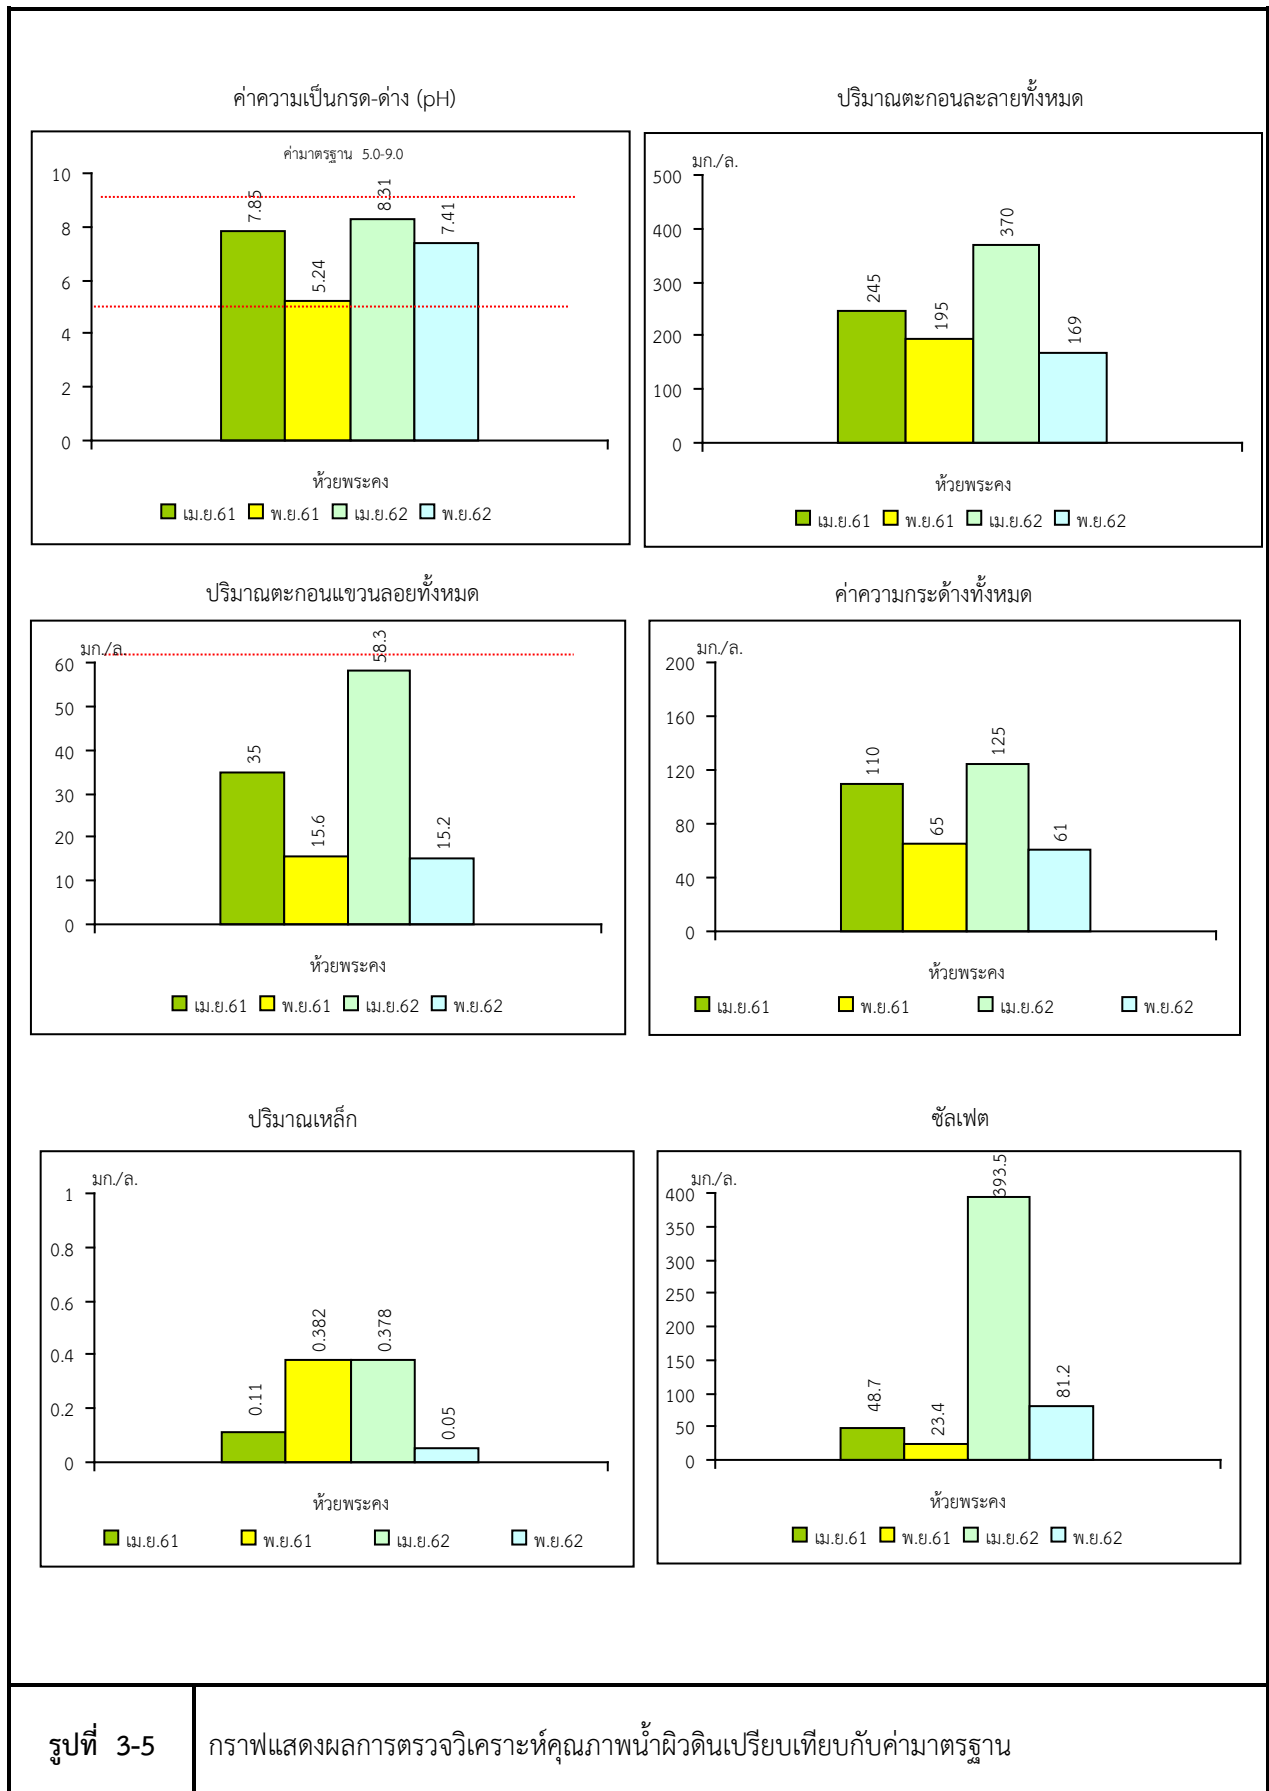 ค่าความเป็นกรด-ด่าง (pH)
ค่ามาตรฐาน 5.0-9.0
10
8
6
4
2
0
7.85
5.24
8.31
7.41
ห้วยพระคง
เม.ย.61 พ.ย.61 เม.ย.62 พ.ย.62
ปริมาณตะกอนละลายทั้งหมด
มก./ล.
500
400
300
200
100
0
245
195
370
169
ห้วยพระคง
เม.ย.61 พ.ย.61 เม.ย.62 พ.ย.62
ปริมาณตะกอนแขวนลอยทั้งหมด
มก./ล.
60
50
40
30
20
10
0
35
15.6
58.3
15.2
ห้วยพระคง
เม.ย.61 พ.ย.61 เม.ย.62 พ.ย.62
ค่าความกระด้างทั้งหมด
มก./ล.
200
160
120
80
40
0
110
65
125
61
ห้วยพระคง
เม.ย.61 พ.ย.61 เม.ย.62 พ.ย.62
ปริมาณเหล็ก
มก./ล.
1
0.8
0.6
0.4
0.2
0
0.11
0.382
0.378
0.05
ห้วยพระคง
เม.ย.61 พ.ย.61 เม.ย.62 พ.ย.62
ซัลเฟต
มก./ล.
400
350
300
250
200
150
100
50
0
48.7
23.4
393.5
81.2
ห้วยพระคง
เม.ย.61 พ.ย.61 เม.ย.62 พ.ย.62
รูปที่ 3-5
กราฟแสดงผลการตรวจวิเคราะห์คุณภาพน้ำผิวดินเปรียบเทียบกับค่ามาตรฐาน